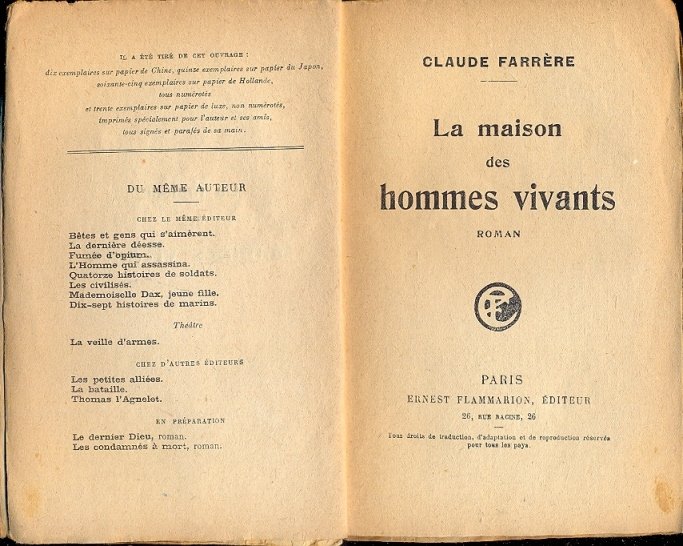 IL A ÉTÉ TIRÉ DE CET OUVRAGE :
dix exemplaires sur papier de Chine, quinze exemplaires sur papier du Japon,
soixante-cinq exemplaires sur papier de Hollande,
tous numérotés
et trente exemplaires sur papier de luxe, non numérotés,
imprimés spécialement pour l'auteur et ses amis,
tous signés et parafés de sa main.
DU MÊME AUTEUR
CHEZ LE MÊME ÉDITEUR
Bêtes et gens qui s'aimèrent.
La dernière déesse.
Fumée d'opium.
L'Homme qui assassina.
Quatorze histoires de soldats.
Les civilisés.
Mademoiselle Dax, jeune fille.
Dix-sept histoires de marins.
Théâtre
La veille d'armes.
CHEZ D'AUTRES ÉDITEURS
Les petites alliées.
La bataille.
Thomas l'Agnelet.
EN PRÉPARATION
Le dernier Dieu, roman.
Les condamnés à mort, roman.
CLAUDE FARRÈRE
La maison
des
hommes vivants
ROMAN
PARIS
ERNEST FLAMMARION, ÉDITEUR
26, RUE RACINE, 26
Tous droits de traduction, d'adaptation et de reproduction réservés
pour tous les pays.